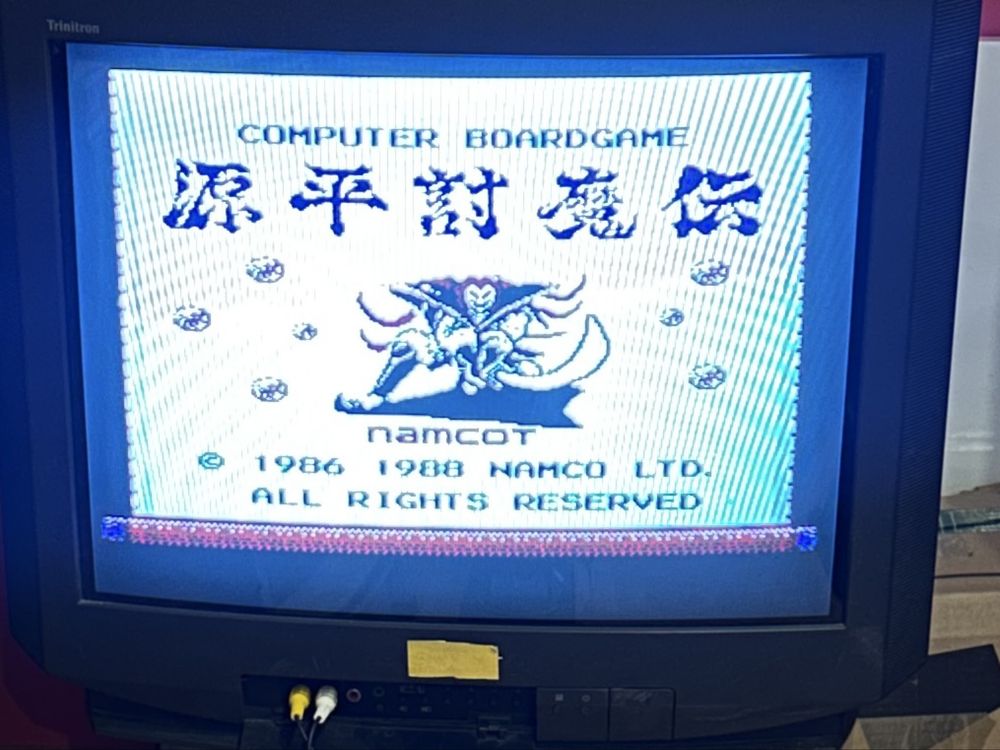 Trinitron
COMPUTER BOARDGAME
源平討魔伝
namcot
© 1986 1988 NAMCO LTD.
ALL RIGHTS RESERVED